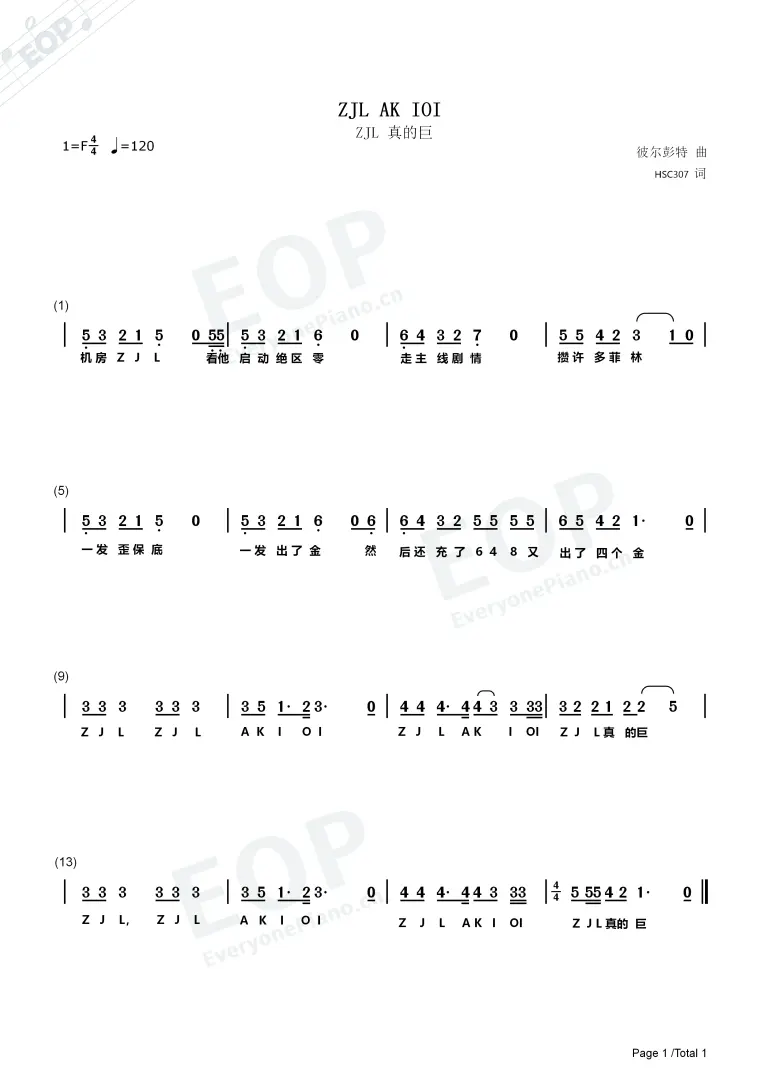 EOP
ZJL AK IOI
ZJL 真的巨
1=F 4/4 ♩=120
彼尔彭特 曲
HSC307 词
EOP
EveryonePiano.cn
(1)
| 5 3 2 1 5 0 55 | 5 3 2 1 6 0 | 6 4 3 2 7 0 | 5 5 4 2 3 1 0 |
机房 Z J L 看他 启动绝区零 走主线剧情 攒许多菲林
(5)
| 5 3 2 1 5 0 | 5 3 2 1 6 0 6 | 6 4 3 2 5 5 5 5 | 6 5 4 2 1· 0 |
一发歪保底 一发出了金 然 后还充了 6 4 8 又 出了四个金
EOP
EveryonePiano.cn
(9)
| 3 3 3 3 3 3 | 3 5 1· 2 3· 0 | 4 4 4· 4 4 3 3 33 | 3 2 2 1 2 2 5 |
Z J L Z J L A K I O I Z J L A K I OI Z J L 真 的巨
(13)
| 3 3 3 3 3 3 | 3 5 1· 2 3· 0 | 4 4 4· 4 4 3 33 | 4/4 5 55 4 2 1· 0 ‖
Z J L, Z J L A K I O I Z J L AK I OI Z J L 真的 巨
EOP
EveryonePiano.cn
Page 1 /Total 1